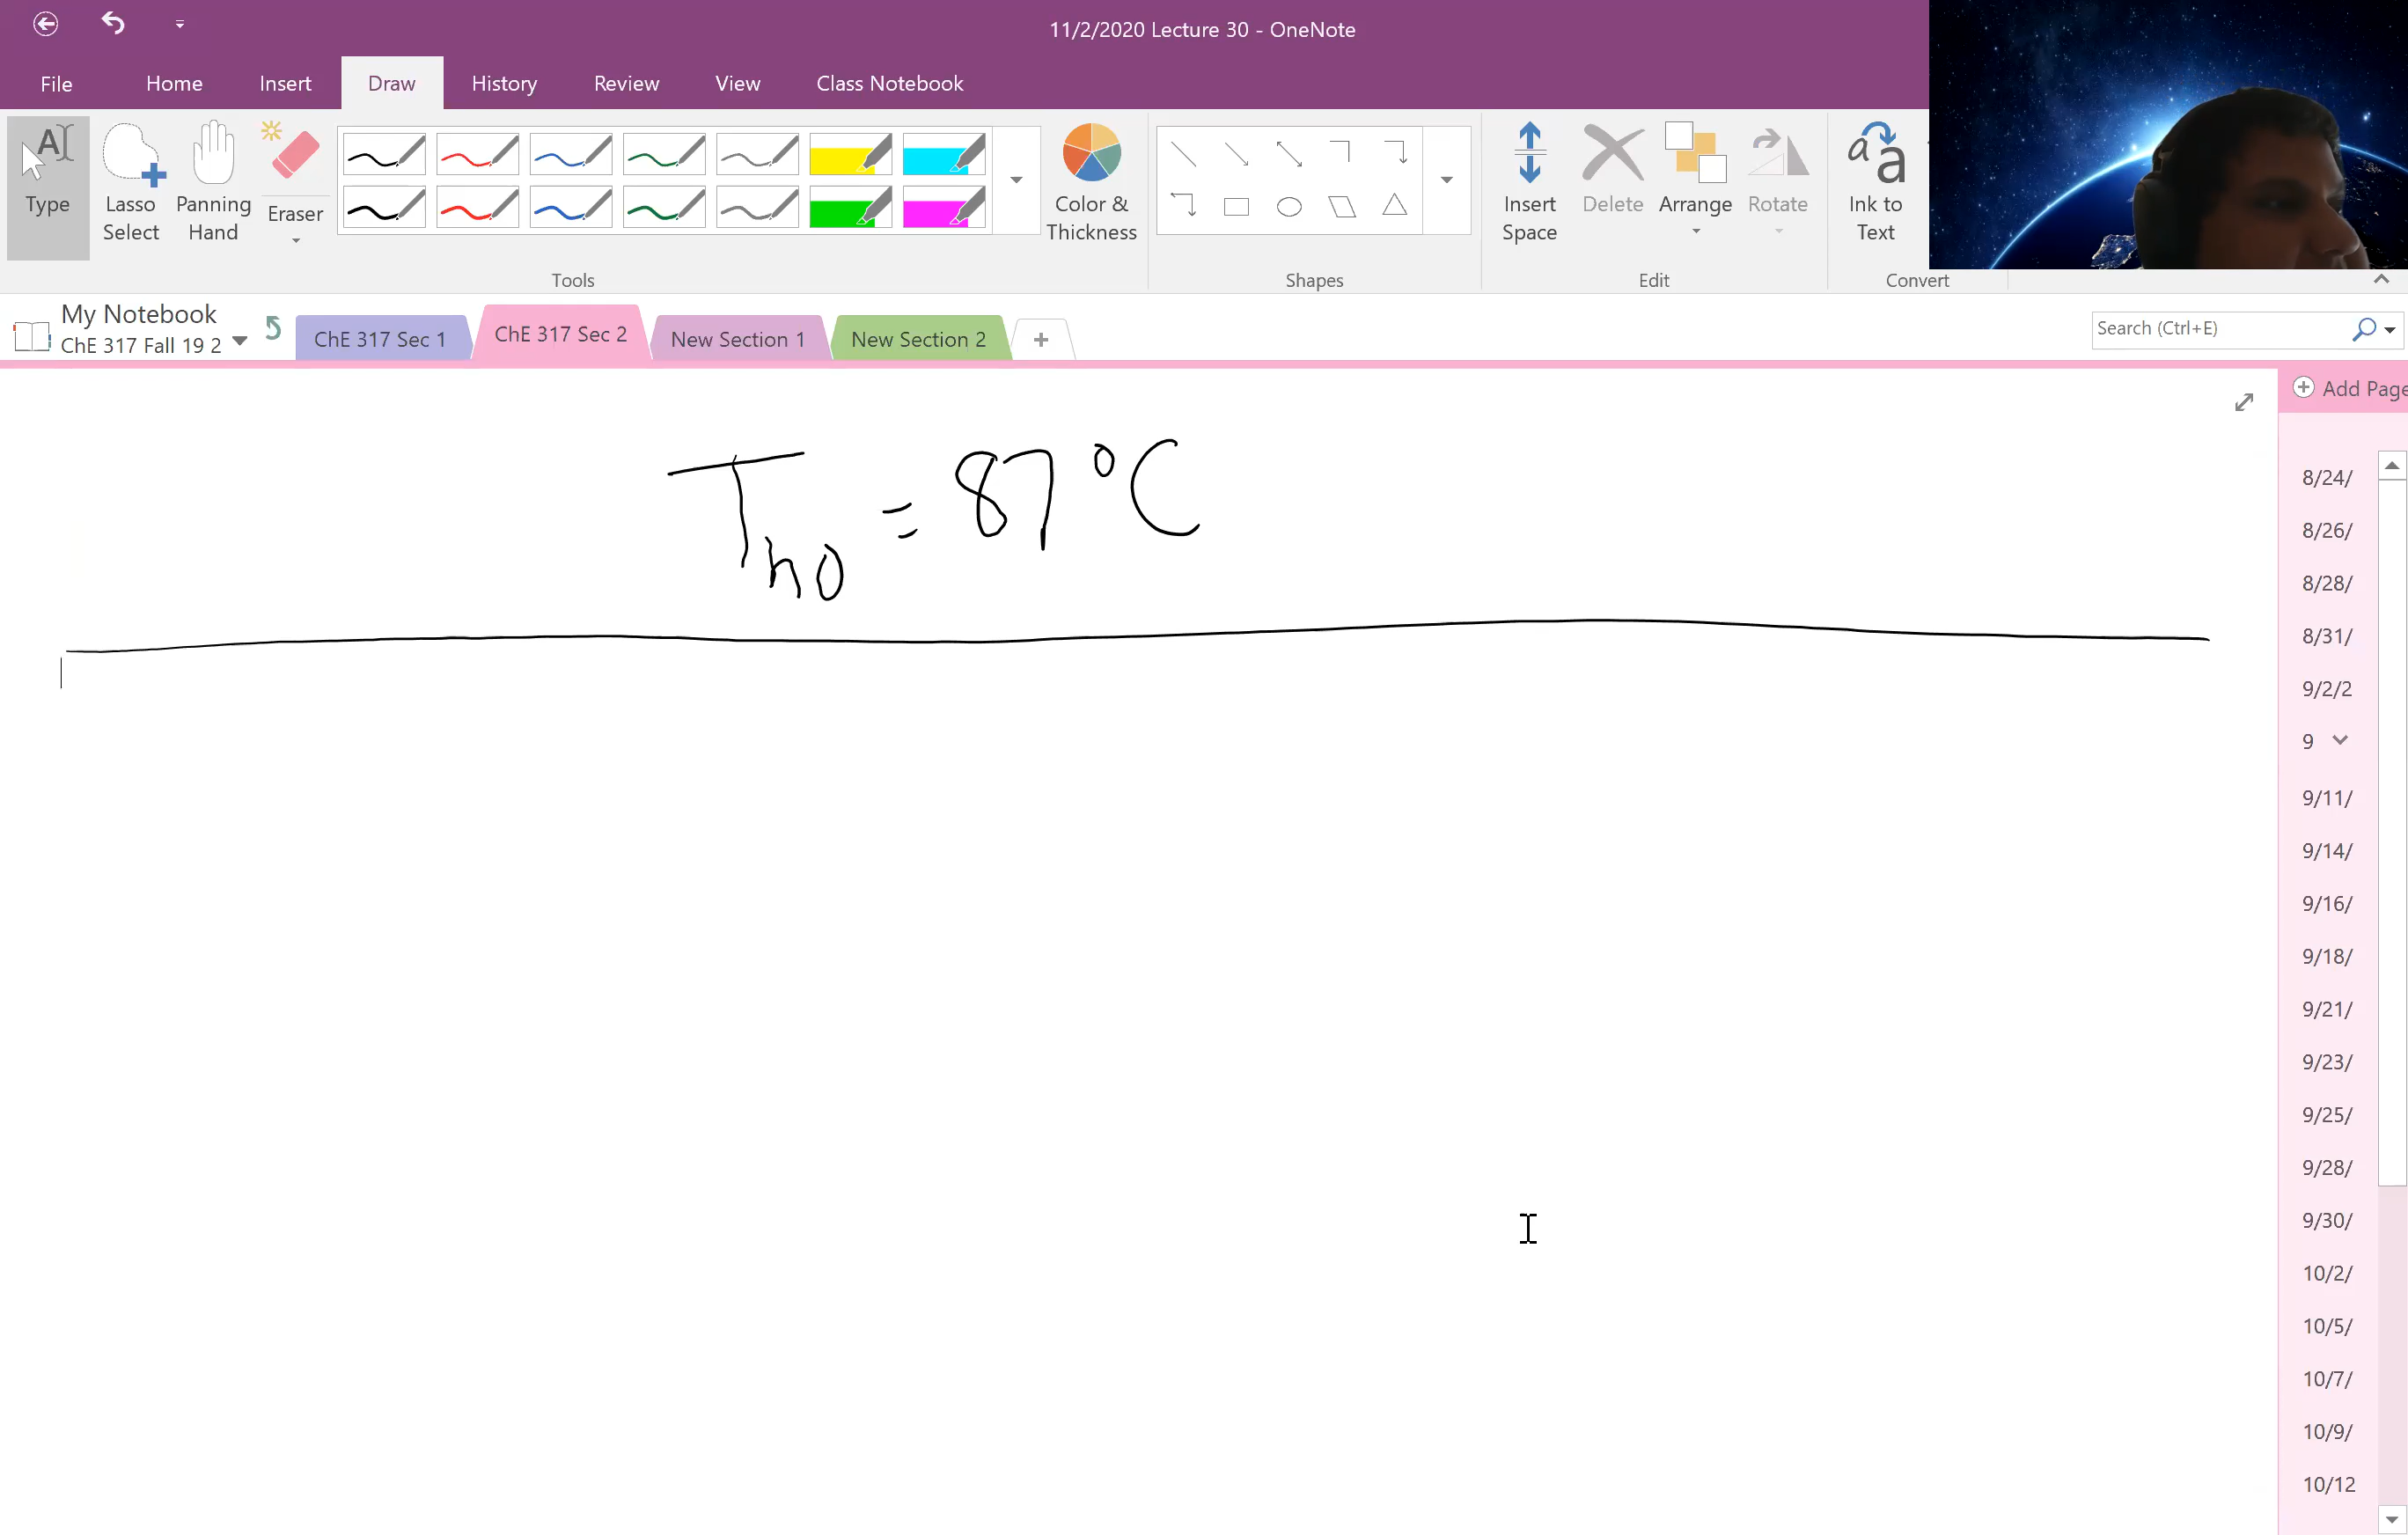 11/2/2020 Lecture 30 - OneNote
File Home Insert Draw History Review View Class Notebook
Type
Lasso Select
Panning Hand
Eraser
Color & Thickness
Insert Space
Delete
Arrange
Rotate
Ink to Text
Tools
Shapes
Edit
Convert
My Notebook
ChE 317 Fall 19 2
ChE 317 Sec 1
ChE 317 Sec 2
New Section 1
New Section 2
Search (Ctrl+E)
Add Page
T_ho = 87 °C
8/24/
8/26/
8/28/
8/31/
9/2/2
9
9/11/
9/14/
9/16/
9/18/
9/21/
9/23/
9/25/
9/28/
9/30/
10/2/
10/5/
10/7/
10/9/
10/12